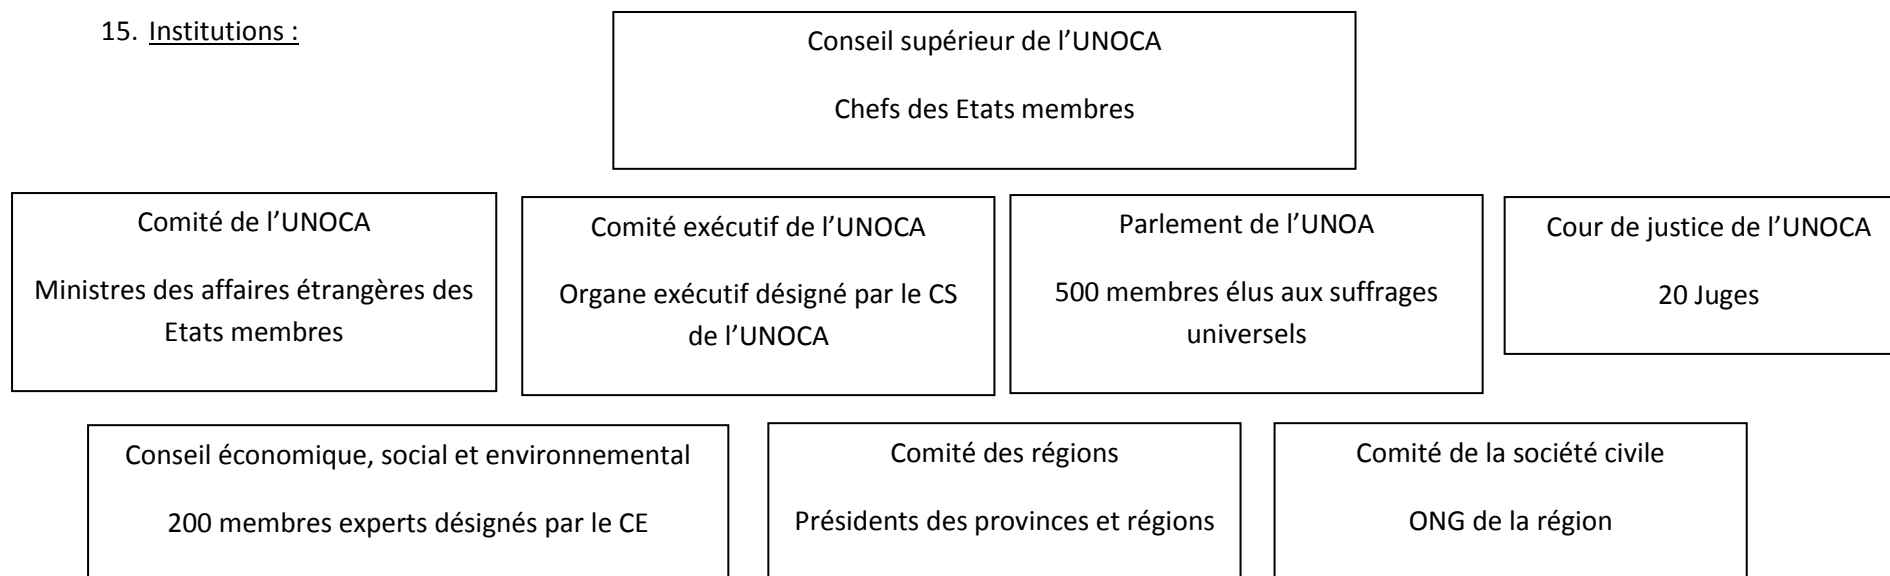 15. Institutions :
Conseil supérieur de l’UNOCA
Chefs des Etats membres
Comité de l’UNOCA
Ministres des affaires étrangères des
Etats membres
Comité exécutif de l’UNOCA
Organe exécutif désigné par le CS
de l’UNOCA
Parlement de l’UNOA
500 membres élus aux suffrages
universels
Cour de justice de l’UNOCA
20 Juges
Conseil économique, social et environnemental
200 membres experts désignés par le CE
Comité des régions
Présidents des provinces et régions
Comité de la société civile
ONG de la région